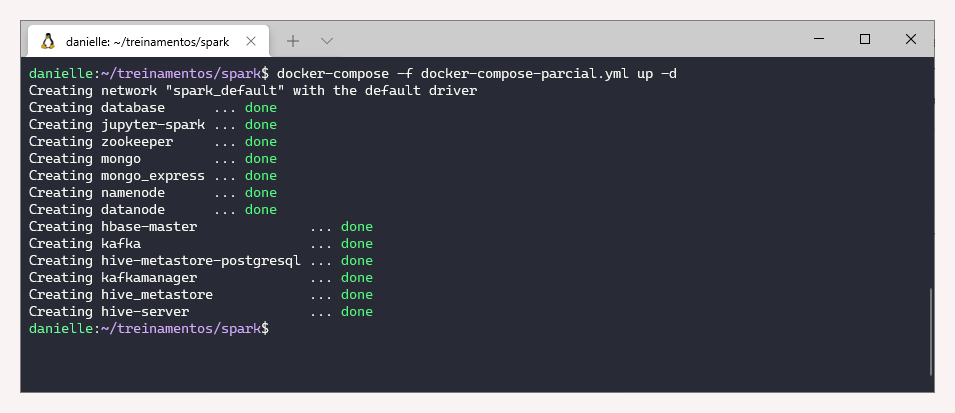 danielle: ~/treinamentos/spark
danielle:~/treinamentos/spark$ docker-compose -f docker-compose-parcial.yml up -d
Creating network "spark_default" with the default driver
Creating database      ... done
Creating jupyter-spark ... done
Creating zookeeper     ... done
Creating mongo         ... done
Creating mongo_express ... done
Creating namenode      ... done
Creating datanode      ... done
Creating hbase-master              ... done
Creating kafka                     ... done
Creating hive-metastore-postgresql ... done
Creating kafkamanager              ... done
Creating hive_metastore            ... done
Creating hive-server               ... done
danielle:~/treinamentos/spark$